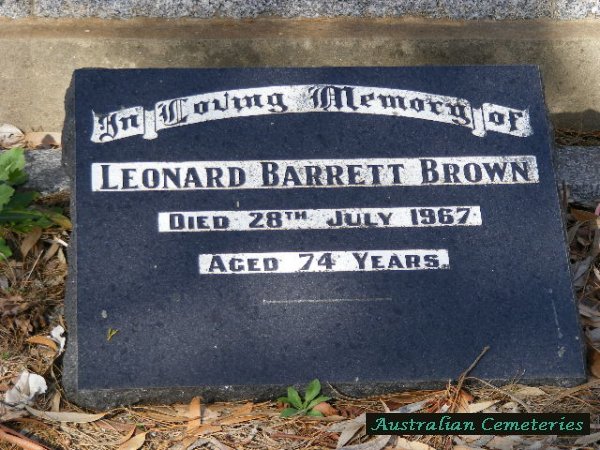 In Loving Memory of
LEONARD BARRETT BROWN
DIED 28TH JULY 1967
AGED 74 YEARS.
Australian Cemeteries